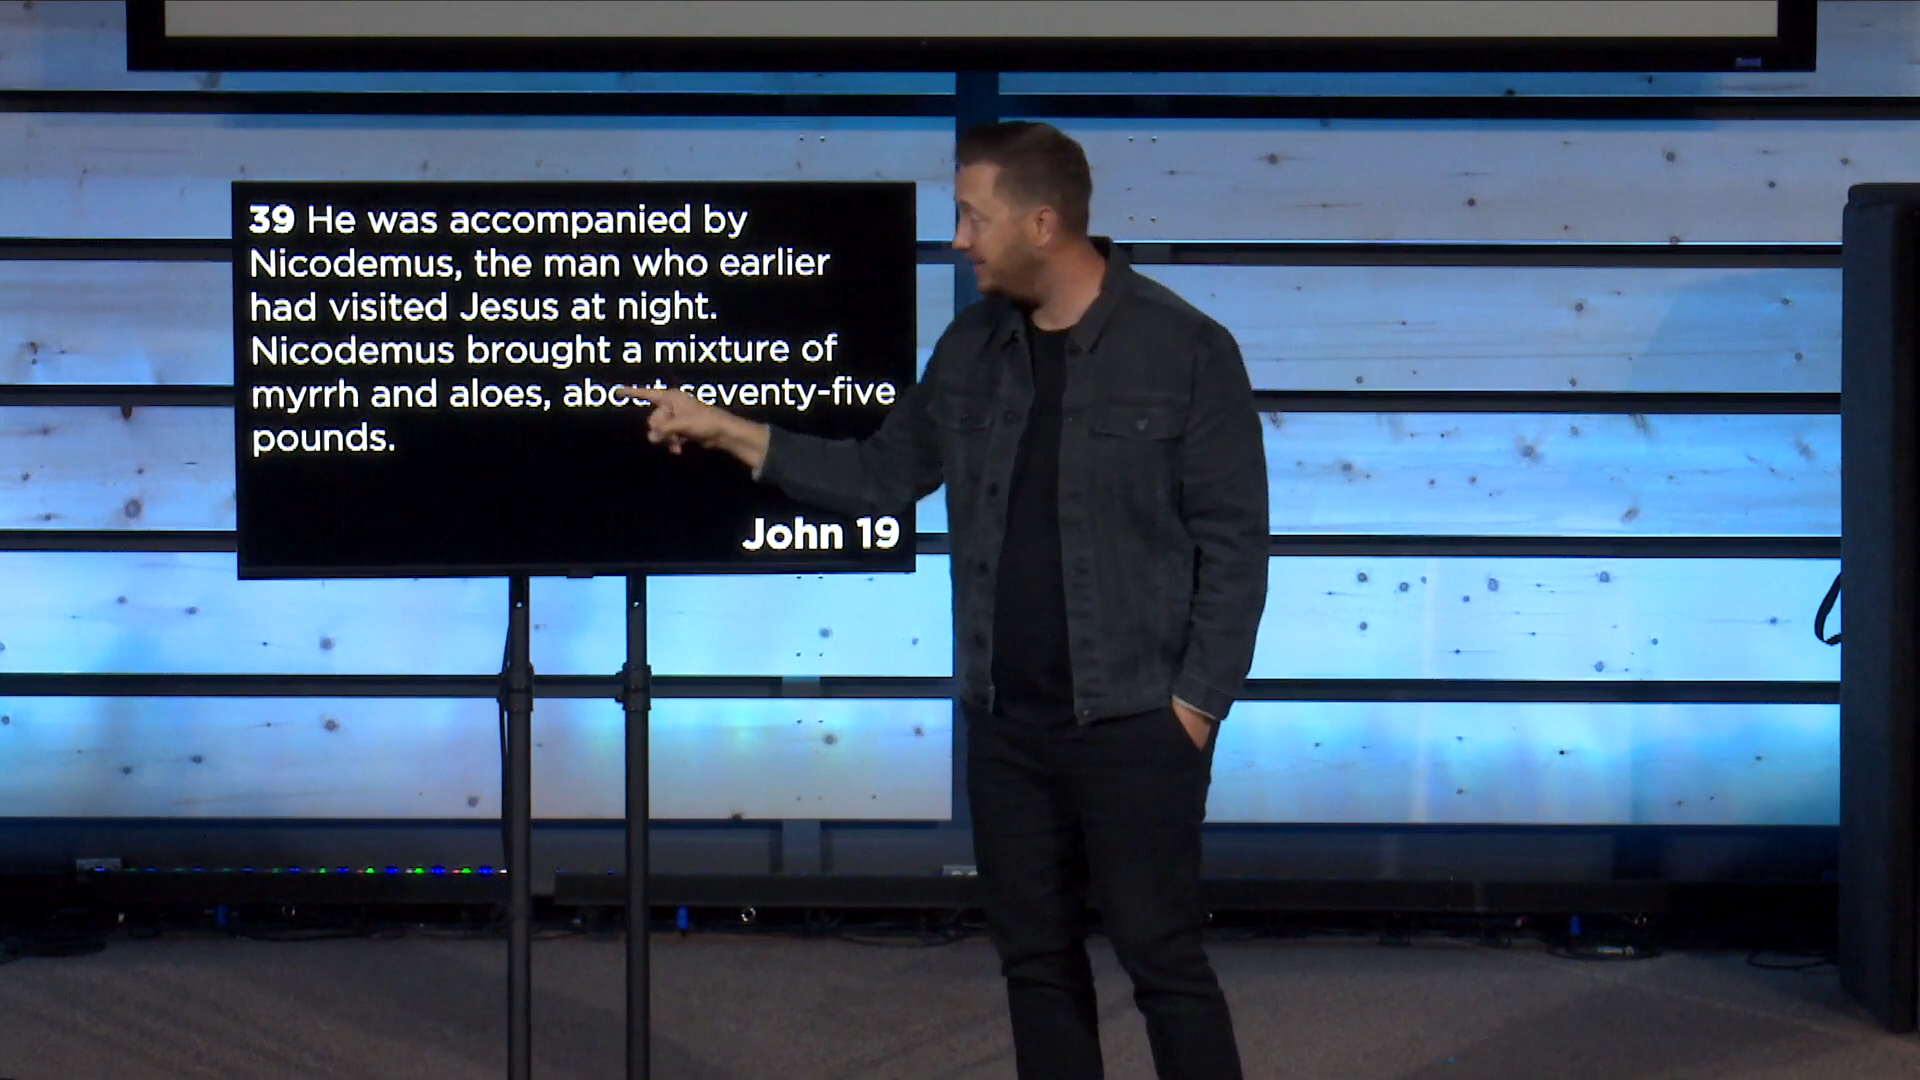 39 He was accompanied by
Nicodemus, the man who earlier
had visited Jesus at night.
Nicodemus brought a mixture of
myrrh and aloes, about seventy-five
pounds.
John 19